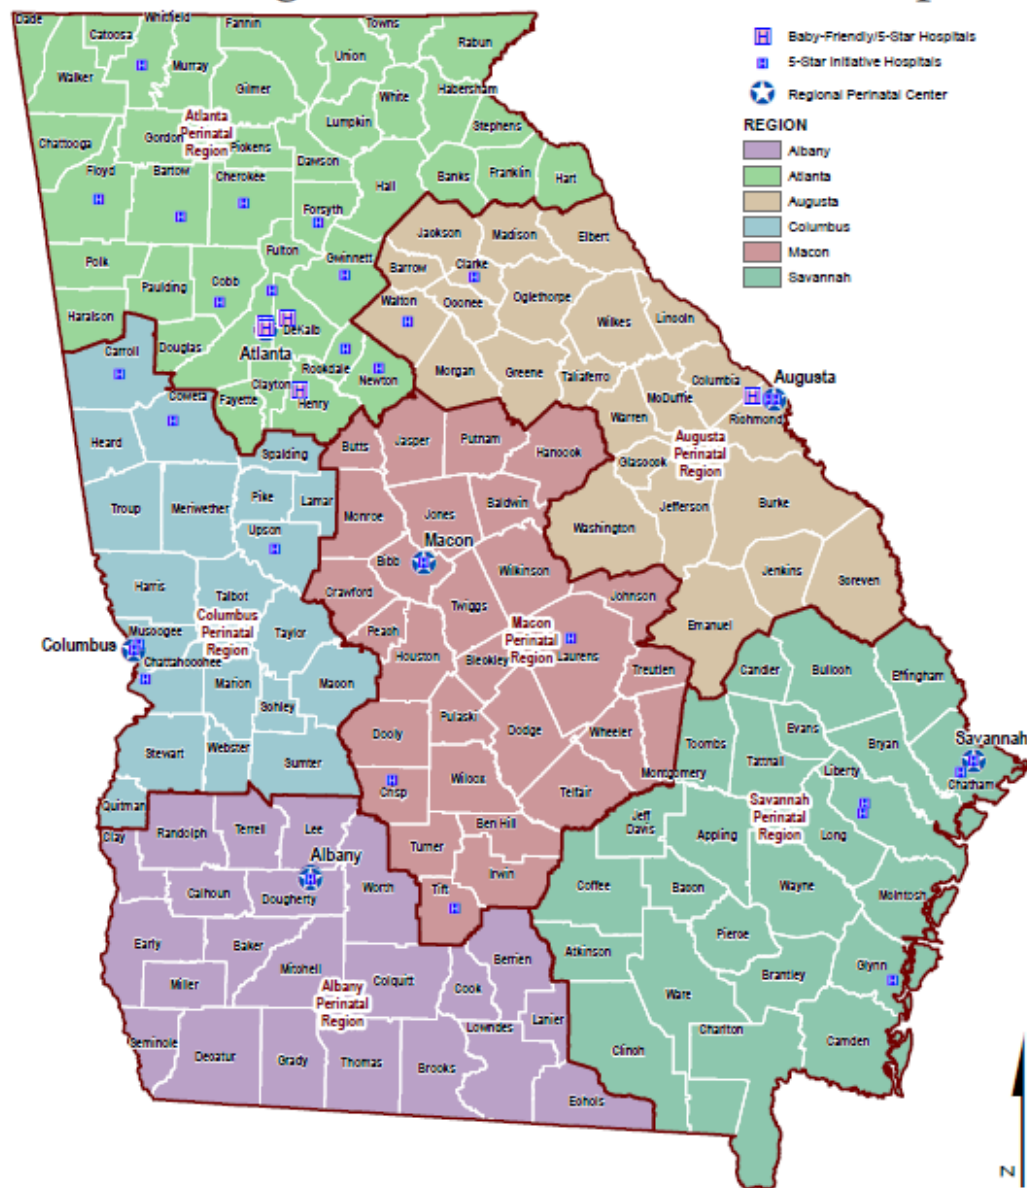 Baby-Friendly/5-Star Hospitals
5-Star Initiative Hospitals
Regional Perinatal Center
REGION
Albany
Atlanta
Augusta
Columbus
Macon
Savannah
Dade
Catoosa
Whitfield
Fannin
Towns
Rabun
Union
Walker
Murray
Gilmer
White
Habersham
Lumpkin
Stephens
Chattooga
Gordon
Pickens
Atlanta
Perinatal
Region
Dawson
Floyd
Bartow
Cherokee
Hall
Banks
Franklin
Hart
Forsyth
Jackson
Madison
Elbert
Polk
Paulding
Cobb
Fulton
Gwinnett
Barrow
Clarke
Oglethorpe
Walton
Oconee
Wilkes
Lincoln
Haralson
Carroll
Douglas
DeKalb
Atlanta
Rockdale
Newton
Clayton
Henry
Fayette
Morgan
Greene
Taliaferro
Columbia
McDuffie
Augusta
Richmond
Warren
Coweta
Heard
Spalding
Butts
Jasper
Putnam
Hancock
Glascock
Augusta
Perinatal
Region
Troup
Meriwether
Pike
Lamar
Upson
Monroe
Jones
Baldwin
Washington
Jefferson
Burke
Macon
Bibb
Wilkinson
Jenkins
Screven
Harris
Talbot
Crawford
Twiggs
Johnson
Emanuel
Columbus
Perinatal
Region
Columbus
Muscogee
Chattahoochee
Taylor
Peach
Houston
Bleckley
Macon
Perinatal
Region
Laurens
Treutlen
Candler
Bulloch
Effingham
Marion
Macon
Schley
Dooly
Pulaski
Dodge
Wheeler
Toombs
Evans
Bryan
Savannah
Stewart
Webster
Sumter
Tattnall
Liberty
Chatham
Quitman
Crisp
Wilcox
Telfair
Montgomery
Savannah
Perinatal
Region
Clay
Randolph
Terrell
Lee
Turner
Ben Hill
Jeff
Davis
Appling
Long
Albany
Calhoun
Dougherty
Worth
Tift
Irwin
Coffee
Bacon
Wayne
McIntosh
Early
Baker
Mitchell
Colquitt
Berrien
Atkinson
Pierce
Brantley
Glynn
Miller
Albany
Perinatal
Region
Cook
Lanier
Ware
Seminole
Decatur
Grady
Thomas
Brooks
Lowndes
Clinch
Charlton
Camden
Echols
N